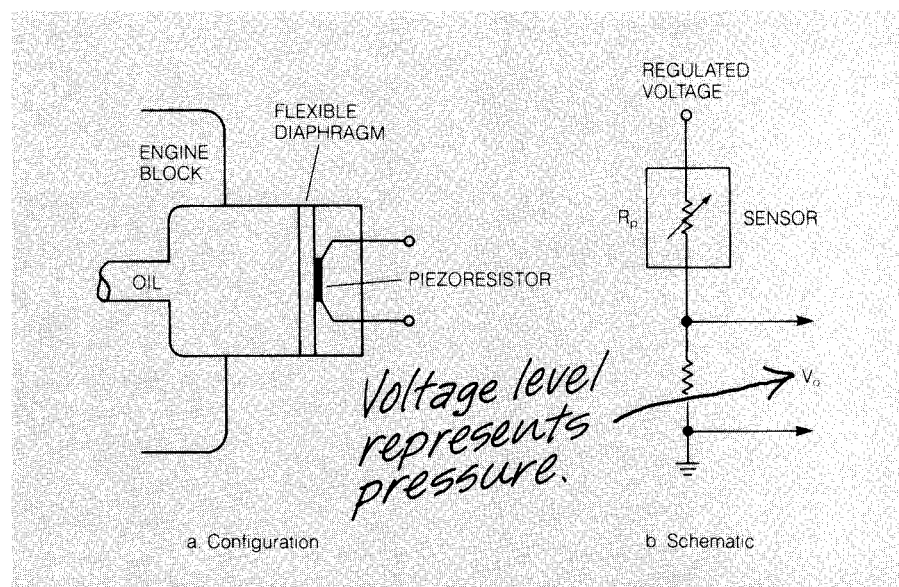 REGULATED
VOLTAGE
FLEXIBLE
DIAPHRAGM
ENGINE
BLOCK
Rp
SENSOR
OIL
PIEZORESISTOR
Voltage level
represents
pressure.
Vo
a. Configuration
b Schematic